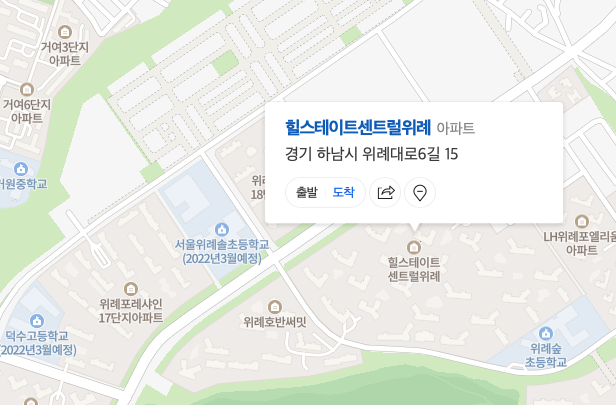 거여3단지
아파트
거여6단지
아파트
거원중학교
힐스테이트센트럴위례 아파트
경기 하남시 위례대로6길 15
출발 도착
서울위례솔초등학교
(2022년3월예정)
힐스테이트
센트럴위례
LH위례포엘리움
아파트
위례포레샤인
17단지아파트
위례호반써밋
덕수고등학교
(2022년3월예정)
위례숲
초등학교